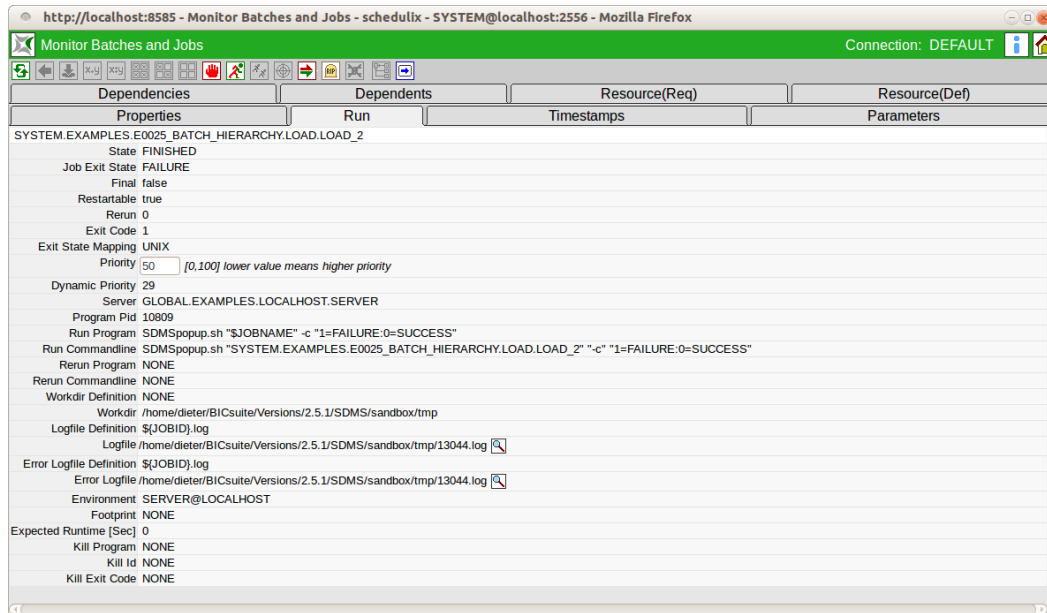 http://localhost:8585 - Monitor Batches and Jobs - schedulix - SYSTEM@localhost:2556 - Mozilla Firefox
Monitor Batches and Jobs Connection: DEFAULT
Dependencies Dependents Resource(Req) Resource(Def)
Properties Run Timestamps Parameters
SYSTEM.EXAMPLES.E0025_BATCH_HIERARCHY.LOAD.LOAD_2
State FINISHED
Job Exit State FAILURE
Final false
Restartable true
Rerun 0
Exit Code 1
Exit State Mapping UNIX
Priority 50 [0,100] lower value means higher priority
Dynamic Priority 29
Server GLOBAL.EXAMPLES.LOCALHOST.SERVER
Program Pid 10809
Run Program SDMSpopup.sh "$JOBNAME" -c "1=FAILURE:0=SUCCESS"
Run Commandline SDMSpopup.sh "SYSTEM.EXAMPLES.E0025_BATCH_HIERARCHY.LOAD.LOAD_2" "-c" "1=FAILURE:0=SUCCESS"
Rerun Program NONE
Rerun Commandline NONE
Workdir Definition NONE
Workdir /home/dieter/BICsuite/Versions/2.5.1/SDMS/sandbox/tmp
Logfile Definition ${JOBID}.log
Logfile /home/dieter/BICsuite/Versions/2.5.1/SDMS/sandbox/tmp/13044.log
Error Logfile Definition ${JOBID}.log
Error Logfile /home/dieter/BICsuite/Versions/2.5.1/SDMS/sandbox/tmp/13044.log
Environment SERVER@LOCALHOST
Footprint NONE
Expected Runtime [Sec] 0
Kill Program NONE
Kill Id NONE
Kill Exit Code NONE